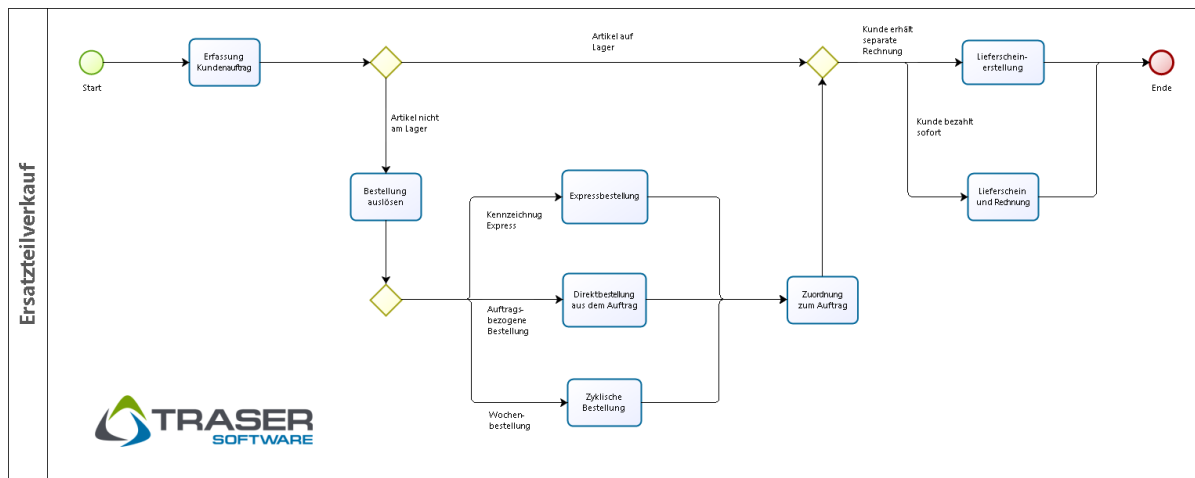 Ersatzteilverkauf
Start
Erfassung
Kundenauftrag
Artikel auf
Lager
Artikel nicht
am Lager
Bestellung
auslösen
Kennzeichnug
Express
Expressbestellung
Auftrags-
bezogene
Bestellung
Direktbestellung
aus dem Auftrag
Wochen-
bestellung
Zyklische
Bestellung
Zuordnung
zum Auftrag
Kunde erhält
separate
Rechnung
Lieferschein-
erstellung
Kunde bezahlt
sofort
Lieferschein
und Rechnung
Ende
TRASER
SOFTWARE